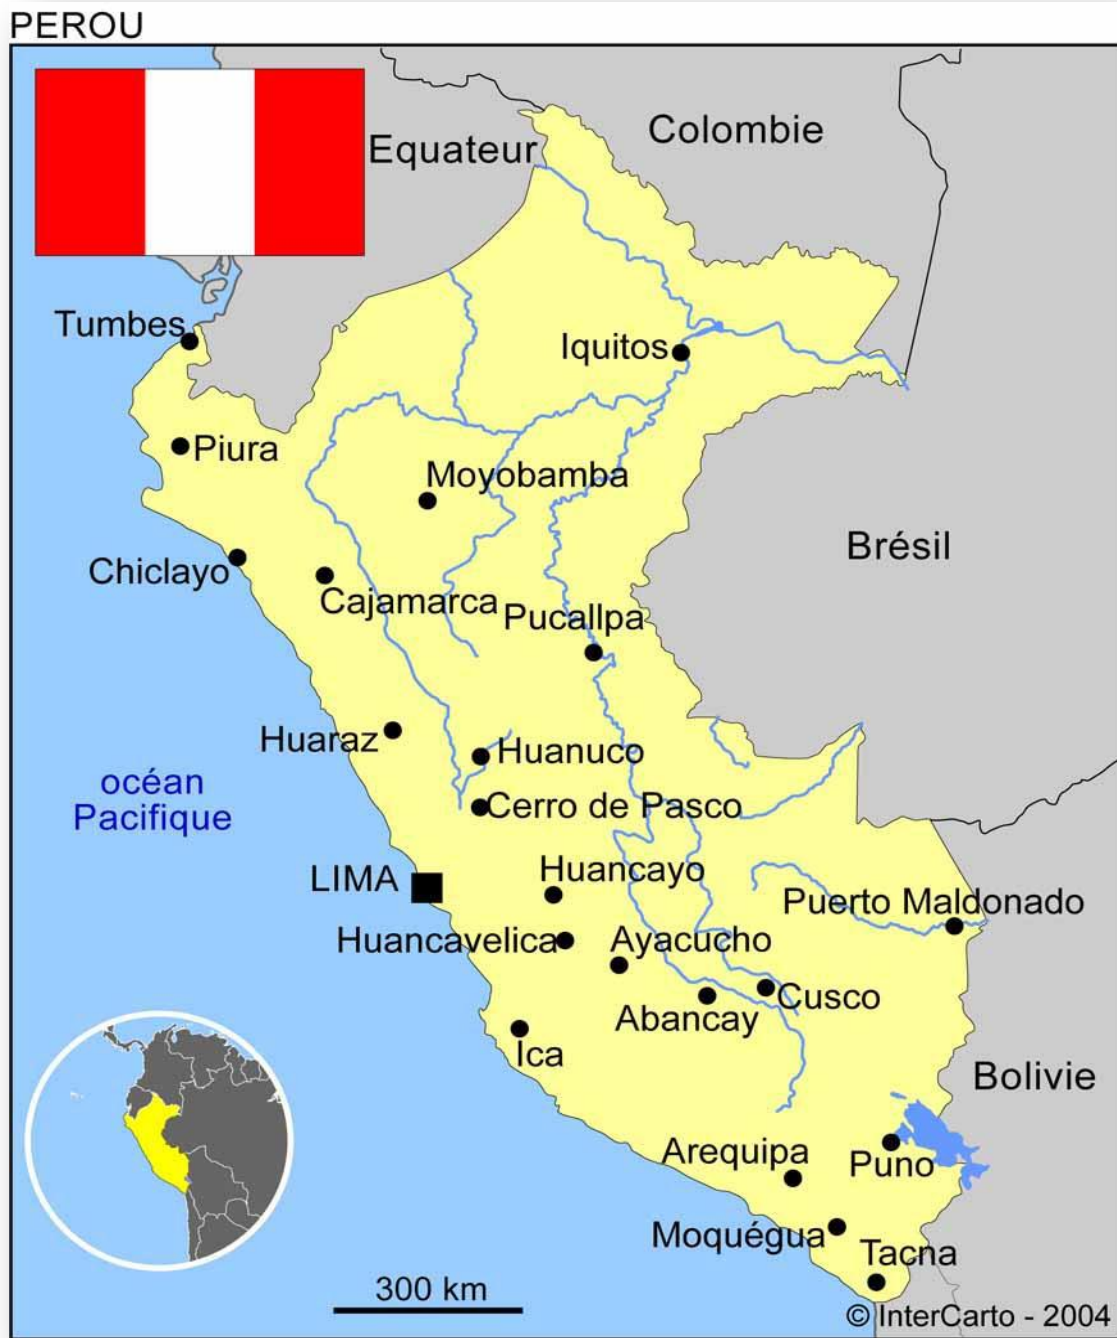 PEROU
Equateur
Colombie
Tumbes
Iquitos
Piura
Moyobamba
Brésil
Chiclayo
Cajamarca
Pucallpa
Huaraz
Huanuco
océan
Pacifique
Cerro de Pasco
LIMA
Huancayo
Puerto Maldonado
Huancavelica
Ayacucho
Cusco
Abancay
Ica
Bolivie
Arequipa
Puno
Moquégua
Tacna
300 km
© InterCarto - 2004